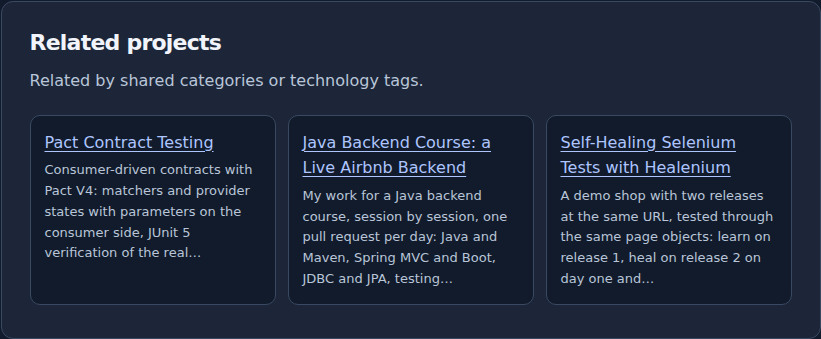 Related projects
Related by shared categories or technology tags.
Pact Contract Testing
Consumer-driven contracts with
Pact V4: matchers and provider
states with parameters on the
consumer side, JUnit 5
verification of the real…
Java Backend Course: a
Live Airbnb Backend
My work for a Java backend
course, session by session, one
pull request per day: Java and
Maven, Spring MVC and Boot,
JDBC and JPA, testing…
Self-Healing Selenium
Tests with Healenium
A demo shop with two releases
at the same URL, tested through
the same page objects: learn on
release 1, heal on release 2 on
day one and…